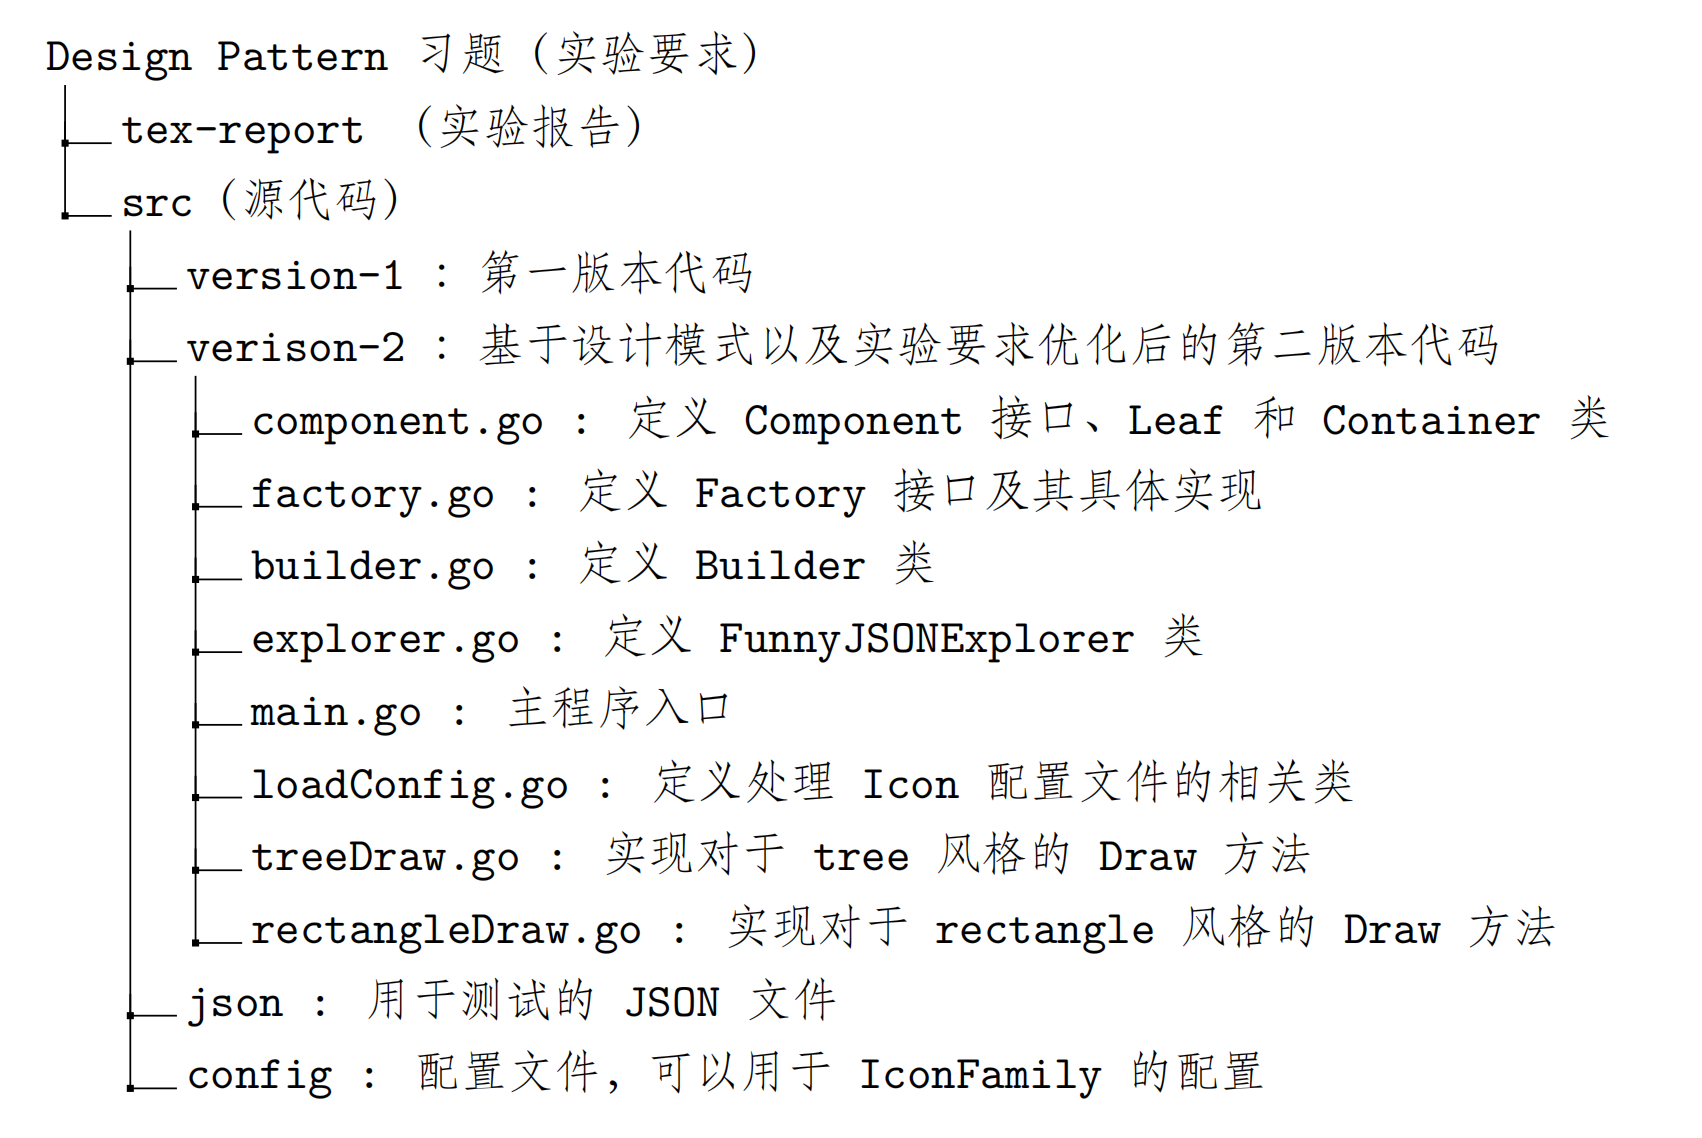 Design Pattern 习题 (实验要求)
tex-report (实验报告)
src (源代码)
version-1 : 第一版本代码
verison-2 : 基于设计模式以及实验要求优化后的第二版本代码
component.go : 定义 Component 接口、Leaf 和 Container 类
factory.go : 定义 Factory 接口及其具体实现
builder.go : 定义 Builder 类
explorer.go : 定义 FunnyJSONExplorer 类
main.go : 主程序入口
loadConfig.go : 定义处理 Icon 配置文件的相关类
treeDraw.go : 实现对于 tree 风格的 Draw 方法
rectangleDraw.go : 实现对于 rectangle 风格的 Draw 方法
json : 用于测试的 JSON 文件
config : 配置文件, 可以用于 IconFamily 的配置